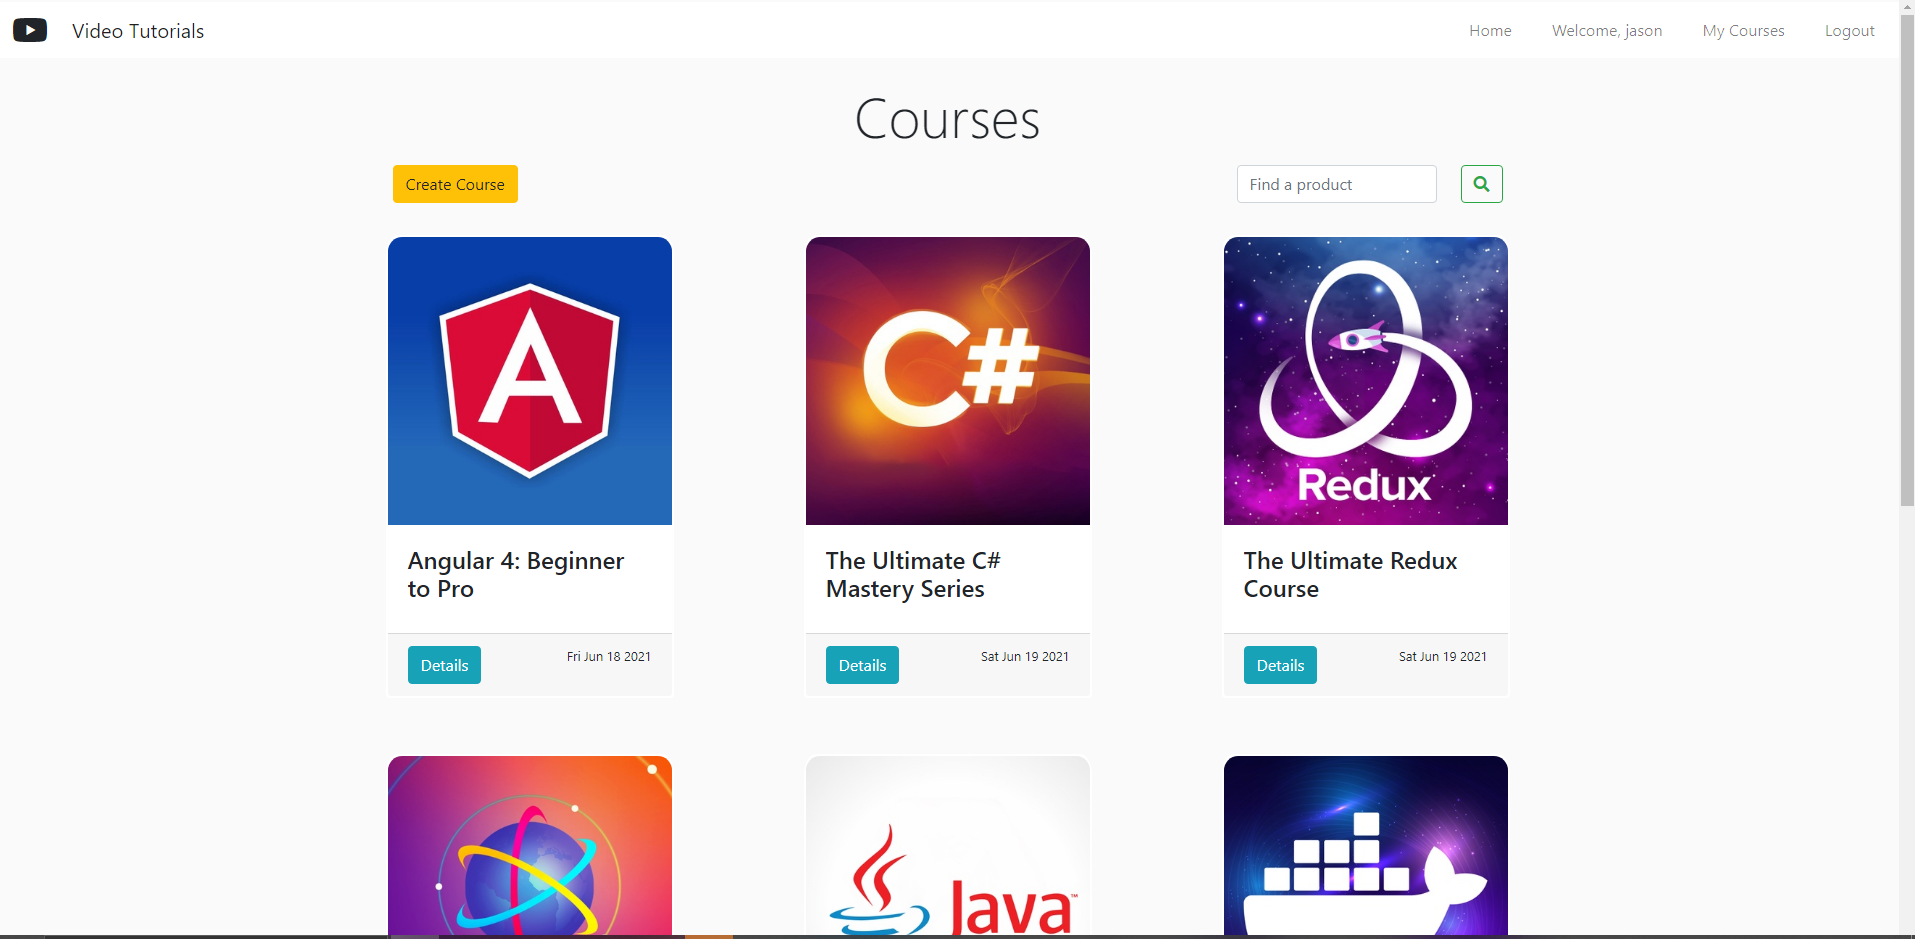 Video Tutorials
Home
Welcome, jason
My Courses
Logout
Courses
Create Course
Find a product
A
C#
Redux
Angular 4: Beginner
to Pro
The Ultimate C#
Mastery Series
The Ultimate Redux
Course
Details
Fri Jun 18 2021
Details
Sat Jun 19 2021
Details
Sat Jun 19 2021
Java™